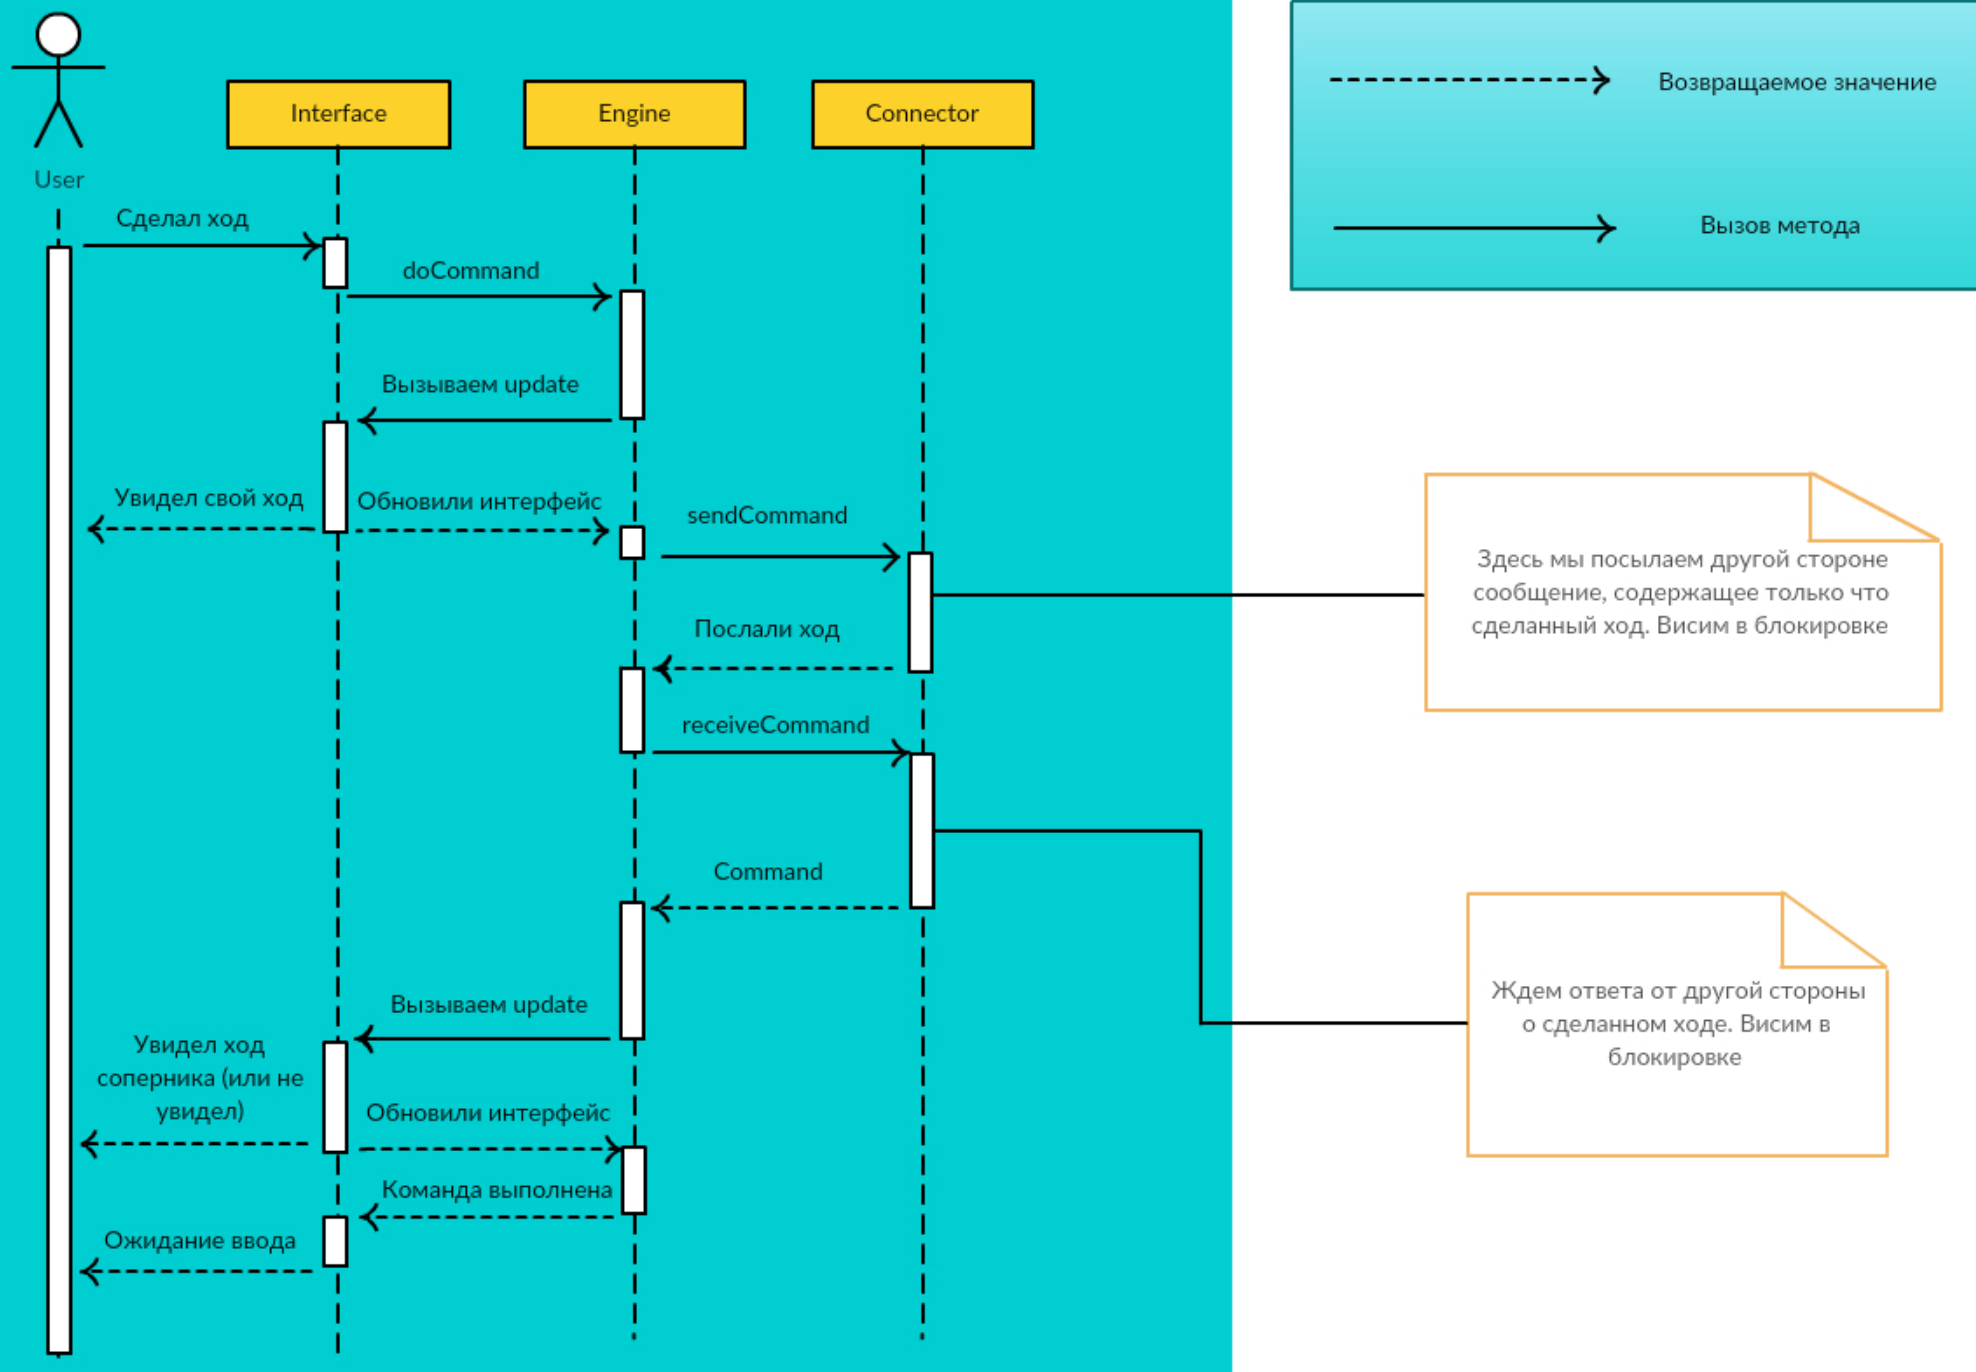 Возвращаемое значение
Interface
Engine
Connector
User
Сделал ход
Вызов метода
doCommand
Вызываем update
Увидел свой ход
Обновили интерфейс
sendCommand
Здесь мы посылаем другой стороне
сообщение, содержащее только что
сделанный ход. Висим в блокировке
Послали ход
receiveCommand
Command
Вызываем update
Ждем ответа от другой стороны
о сделанном ходе. Висим в
блокировке
Увидел ход
соперника (или не
увидел)
Обновили интерфейс
Команда выполнена
Ожидание ввода